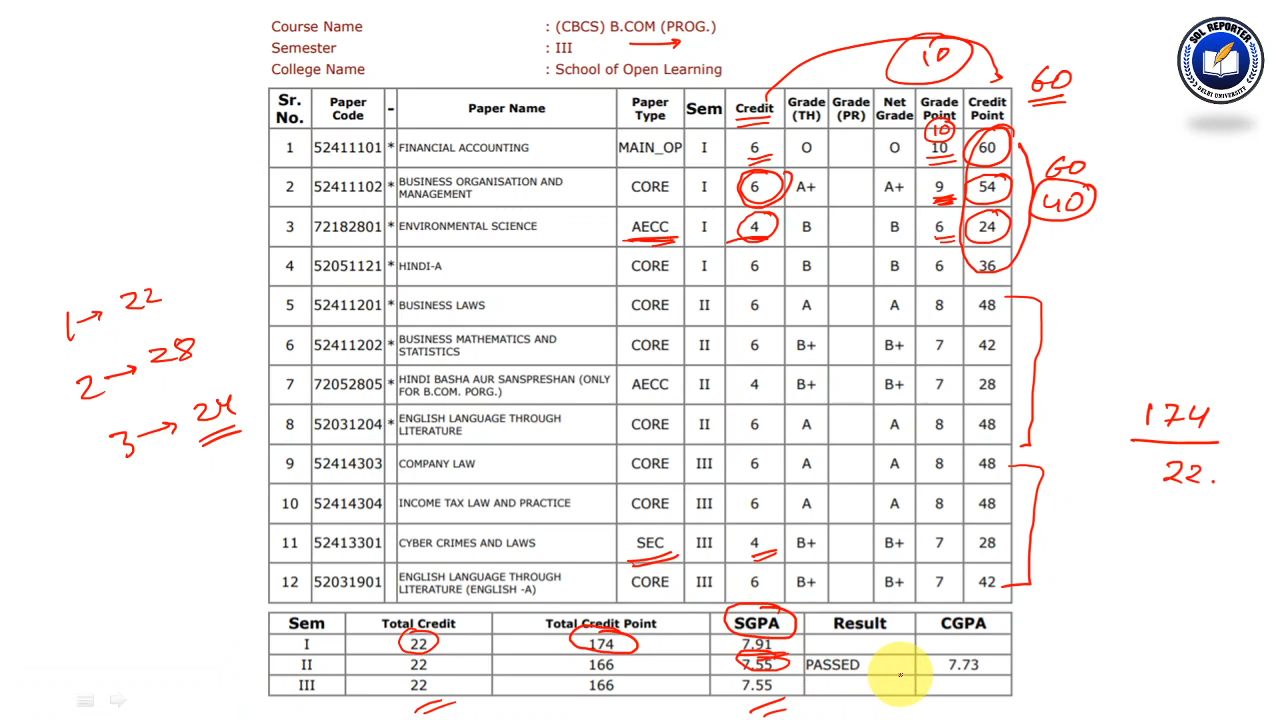 Course Name : (CBCS) B.COM (PROG.)
Semester : III
College Name : School of Open Learning
SOL REPORTER
DELHI UNIVERSITY
10
60
Sr. No. Paper Code - Paper Name Paper Type Sem Credit Grade (TH) Grade (PR) Net Grade Grade Point Credit Point
10
1 52411101 * FINANCIAL ACCOUNTING MAIN_OP I 6 O O 10 60
60
2 52411102 * BUSINESS ORGANISATION AND MANAGEMENT CORE I 6 A+ A+ 9 54
40
3 72182801 * ENVIRONMENTAL SCIENCE AECC I 4 B B 6 24
4 52051121 * HINDI-A CORE I 6 B B 6 36
5 52411201 * BUSINESS LAWS CORE II 6 A A 8 48
6 52411202 * BUSINESS MATHEMATICS AND STATISTICS CORE II 6 B+ B+ 7 42
7 72052805 * HINDI BASHA AUR SANSPRESHAN (ONLY FOR B.COM. PORG.) AECC II 4 B+ B+ 7 28
8 52031204 * ENGLISH LANGUAGE THROUGH LITERATURE CORE II 6 A A 8 48
9 52414303 COMPANY LAW CORE III 6 A A 8 48
10 52414304 INCOME TAX LAW AND PRACTICE CORE III 6 A A 8 48
11 52413301 CYBER CRIMES AND LAWS SEC III 4 B+ B+ 7 28
12 52031901 ENGLISH LANGUAGE THROUGH LITERATURE (ENGLISH -A) CORE III 6 B+ B+ 7 42
1 → 22
2 → 28
3 → 24
174
22.
Sem Total Credit Total Credit Point SGPA Result CGPA
I 22 174 7.91
II 22 166 7.55 PASSED 7.73
III 22 166 7.55